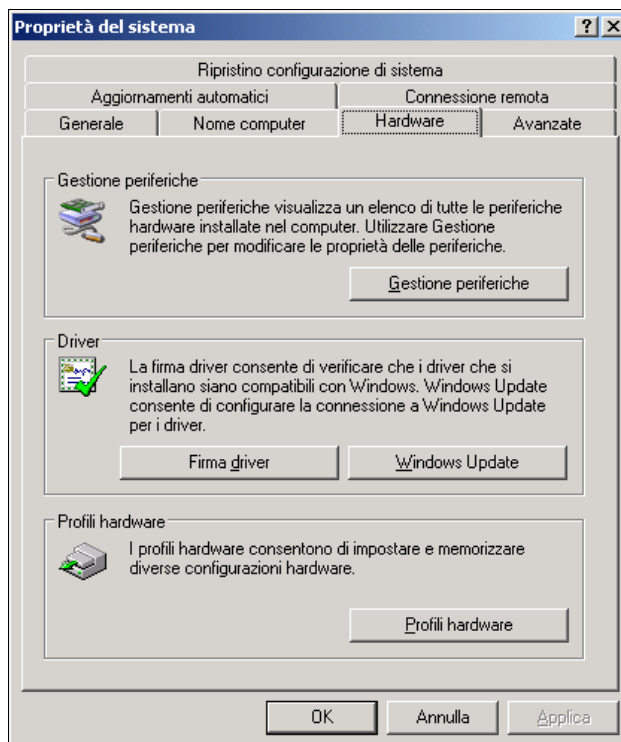 Proprietà del sistema
Ripristino configurazione di sistema
Aggiornamenti automatici
Connessione remota
Generale
Nome computer
Hardware
Avanzate
Gestione periferiche
Gestione periferiche visualizza un elenco di tutte le periferiche
hardware installate nel computer. Utilizzare Gestione
periferiche per modificare le proprietà delle periferiche.
Gestione periferiche
Driver
La firma driver consente di verificare che i driver che si
installano siano compatibili con Windows. Windows Update
consente di configurare la connessione a Windows Update
per i driver.
Firma driver
Windows Update
Profili hardware
I profili hardware consentono di impostare e memorizzare
diverse configurazioni hardware.
Profili hardware
OK
Annulla
Applica